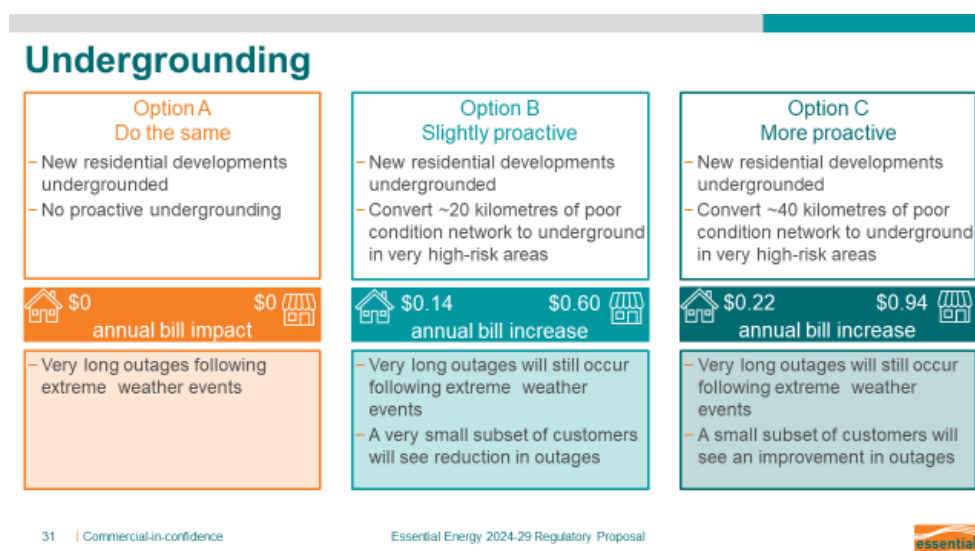 Undergrounding
Option A
Do the same
– New residential developments
undergrounded
– No proactive undergrounding
$0 $0
annual bill impact
– Very long outages following
extreme weather events
Option B
Slightly proactive
– New residential developments
undergrounded
– Convert ~20 kilometres of poor
condition network to underground
in very high-risk areas
$0.14 $0.60
annual bill increase
– Very long outages will still occur
following extreme weather
events
– A very small subset of customers
will see reduction in outages
Option C
More proactive
– New residential developments
undergrounded
– Convert ~40 kilometres of poor
condition network to underground
in very high-risk areas
$0.22 $0.94
annual bill increase
– Very long outages will still occur
following extreme weather
events
– A small subset of customers will
see an improvement in outages
31 | Commercial-in-confidence
Essential Energy 2024-29 Regulatory Proposal
essential